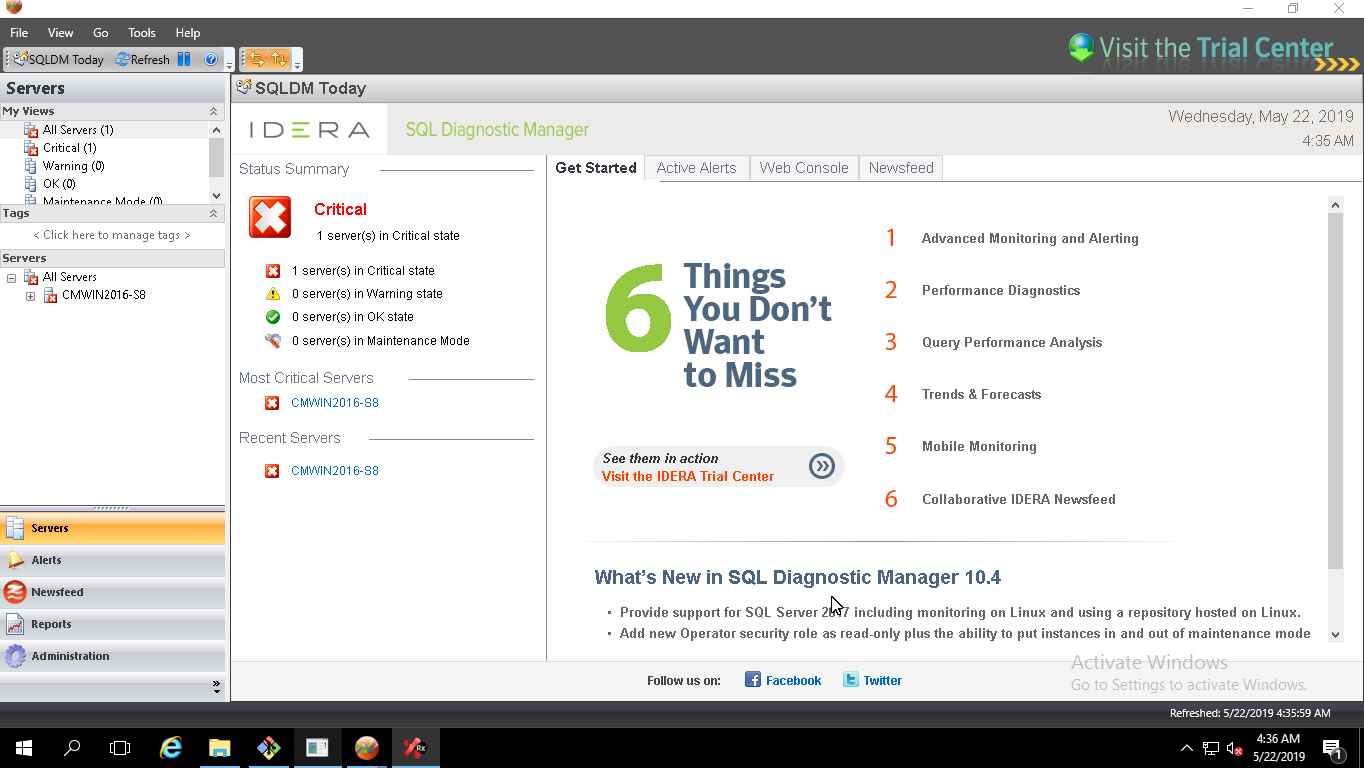 File View Go Tools Help
Visit the Trial Center
SQLDM Today Refresh
Servers
My Views
All Servers (1)
Critical (1)
Warning (0)
OK (0)
Maintenance Mode (0)
Tags
< Click here to manage tags >
Servers
All Servers
CMWIN2016-S8
Servers
Alerts
Newsfeed
Reports
Administration
SQLDM Today
IDERA SQL Diagnostic Manager
Wednesday, May 22, 2019
4:35 AM
Status Summary
Critical
1 server(s) in Critical state
1 server(s) in Critical state
0 server(s) in Warning state
0 server(s) in OK state
0 server(s) in Maintenance Mode
Most Critical Servers
CMWIN2016-S8
Recent Servers
CMWIN2016-S8
Get Started Active Alerts Web Console Newsfeed
6 Things
You Don't
Want
to Miss
See them in action
Visit the IDERA Trial Center
1 Advanced Monitoring and Alerting
2 Performance Diagnostics
3 Query Performance Analysis
4 Trends & Forecasts
5 Mobile Monitoring
6 Collaborative IDERA Newsfeed
What's New in SQL Diagnostic Manager 10.4
• Provide support for SQL Server 2017 including monitoring on Linux and using a repository hosted on Linux.
• Add new Operator security role as read-only plus the ability to put instances in and out of maintenance mode
Follow us on: Facebook Twitter
Activate Windows
Go to Settings to activate Windows.
Refreshed: 5/22/2019 4:35:59 AM
Rx
4:36 AM
5/22/2019
1